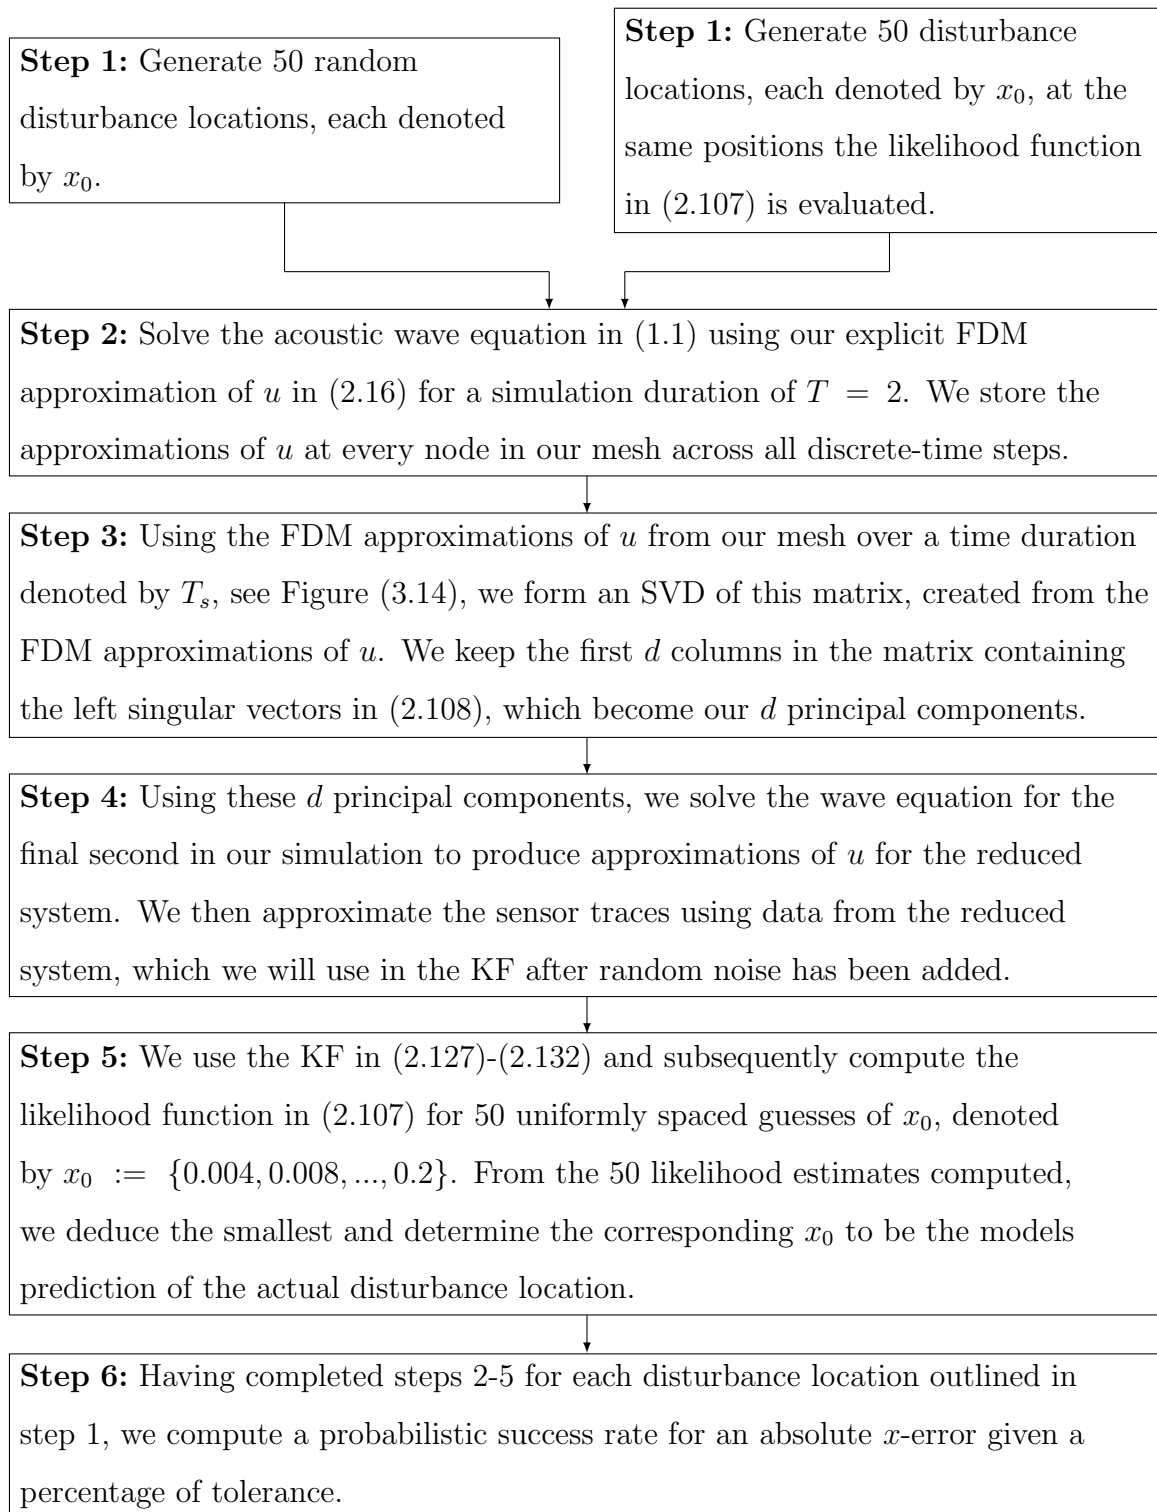 Step 1: Generate 50 random
disturbance locations, each denoted
by x₀.
Step 1: Generate 50 disturbance
locations, each denoted by x₀, at the
same positions the likelihood function
in (2.107) is evaluated.
Step 2: Solve the acoustic wave equation in (1.1) using our explicit FDM
approximation of u in (2.16) for a simulation duration of T = 2. We store the
approximations of u at every node in our mesh across all discrete-time steps.
Step 3: Using the FDM approximations of u from our mesh over a time duration
denoted by Tₛ, see Figure (3.14), we form an SVD of this matrix, created from the
FDM approximations of u. We keep the first d columns in the matrix containing
the left singular vectors in (2.108), which become our d principal components.
Step 4: Using these d principal components, we solve the wave equation for the
final second in our simulation to produce approximations of u for the reduced
system. We then approximate the sensor traces using data from the reduced
system, which we will use in the KF after random noise has been added.
Step 5: We use the KF in (2.127)-(2.132) and subsequently compute the
likelihood function in (2.107) for 50 uniformly spaced guesses of x₀, denoted
by x₀ := {0.004, 0.008, ..., 0.2}. From the 50 likelihood estimates computed,
we deduce the smallest and determine the corresponding x₀ to be the models
prediction of the actual disturbance location.
Step 6: Having completed steps 2-5 for each disturbance location outlined in
step 1, we compute a probabilistic success rate for an absolute x-error given a
percentage of tolerance.